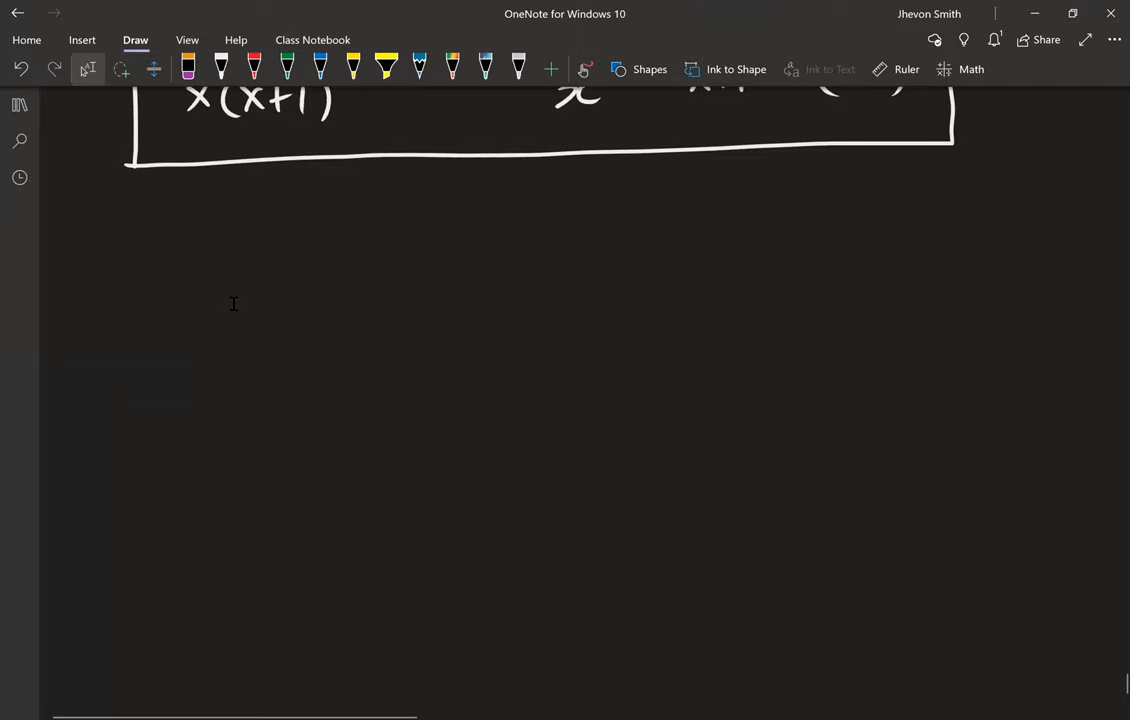 OneNote for Windows 10
Jhevon Smith
Home Insert Draw View Help Class Notebook
Share
Shapes Ink to Shape Ink to Text Ruler Math
x(x+1) x